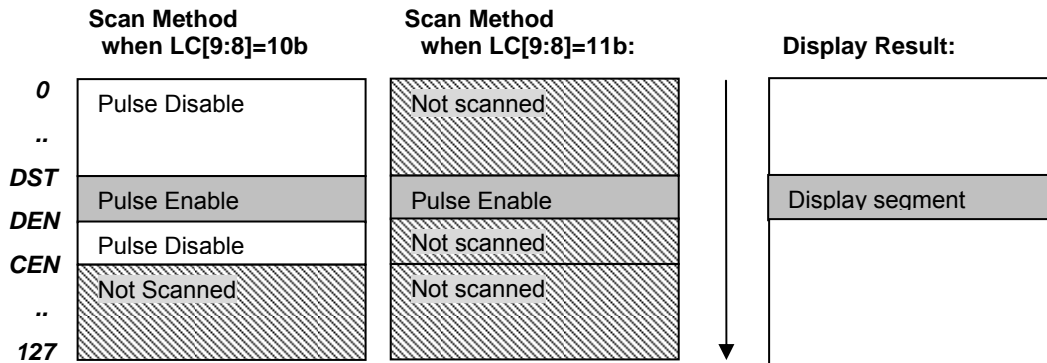 Scan Method
when LC[9:8]=10b
Scan Method
when LC[9:8]=11b:
Display Result:
0
..
DST
DEN
CEN
..
127
Pulse Disable
Pulse Enable
Pulse Disable
Not Scanned
Not scanned
Pulse Enable
Not scanned
Not scanned
Display segment